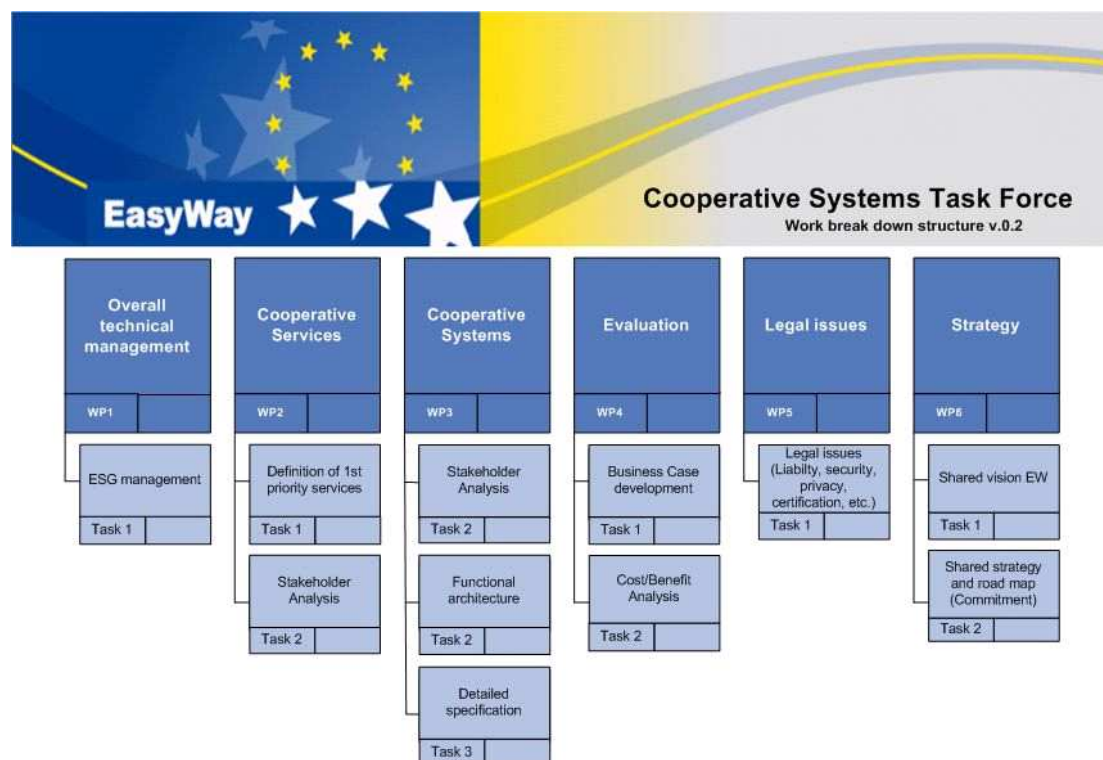 EasyWay
Cooperative Systems Task Force
Work break down structure v.0.2
Overall
technical
management
WP1
ESG management
Task 1
Cooperative
Services
WP2
Definition of 1st
priority services
Task 1
Stakeholder
Analysis
Task 2
Cooperative
Systems
WP3
Stakeholder
Analysis
Task 2
Functional
architecture
Task 2
Detailed
specification
Task 3
Evaluation
WP4
Business Case
development
Task 1
Cost/Benefit
Analysis
Task 2
Legal issues
WP5
Legal issues
(Liabilty, security,
privacy,
certification, etc.)
Task 1
Strategy
WP6
Shared vision EW
Task 1
Shared strategy
and road map
(Commitment)
Task 2